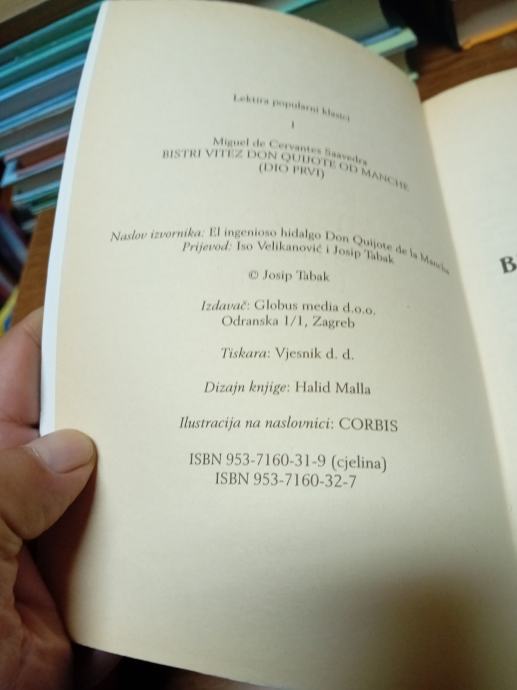 Lektira popularni klasici
1
Miguel de Cervantes Saavedra
BISTRI VITEZ DON QUIJOTE OD MANCHE
(DIO PRVI)
Naslov izvornika: El ingenioso hidalgo Don Quijote de la Mancha
Prijevod: Iso Velikanović i Josip Tabak
© Josip Tabak
Izdavač: Globus media d.o.o.
Odranska 1/1, Zagreb
Tiskara: Vjesnik d. d.
Dizajn knjige: Halid Malla
Ilustracija na naslovnici: CORBIS
ISBN 953-7160-31-9 (cjelina)
ISBN 953-7160-32-7
B